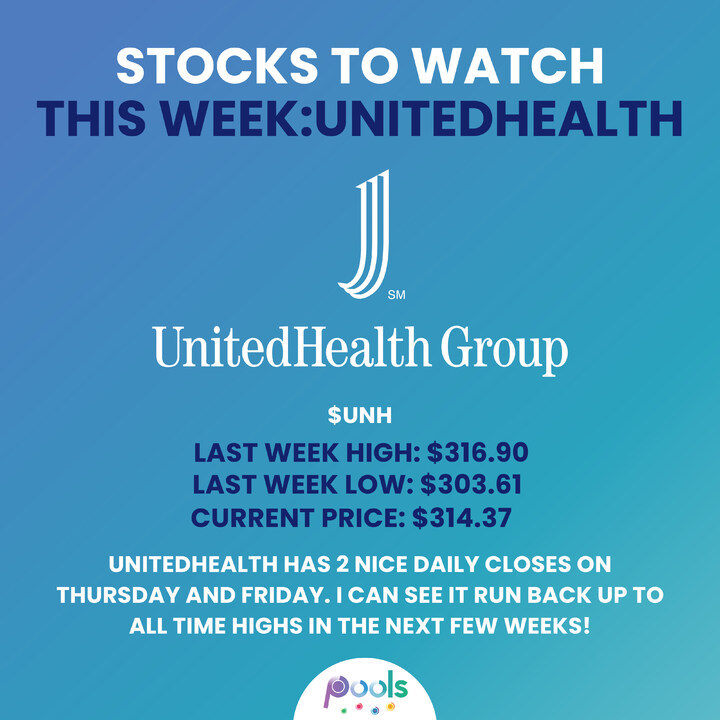 STOCKS TO WATCH
THIS WEEK:UNITEDHEALTH
SM
UnitedHealth Group
$UNH
LAST WEEK HIGH: $316.90
LAST WEEK LOW: $303.61
CURRENT PRICE: $314.37
UNITEDHEALTH HAS 2 NICE DAILY CLOSES ON
THURSDAY AND FRIDAY. I CAN SEE IT RUN BACK UP TO
ALL TIME HIGHS IN THE NEXT FEW WEEKS!
pools